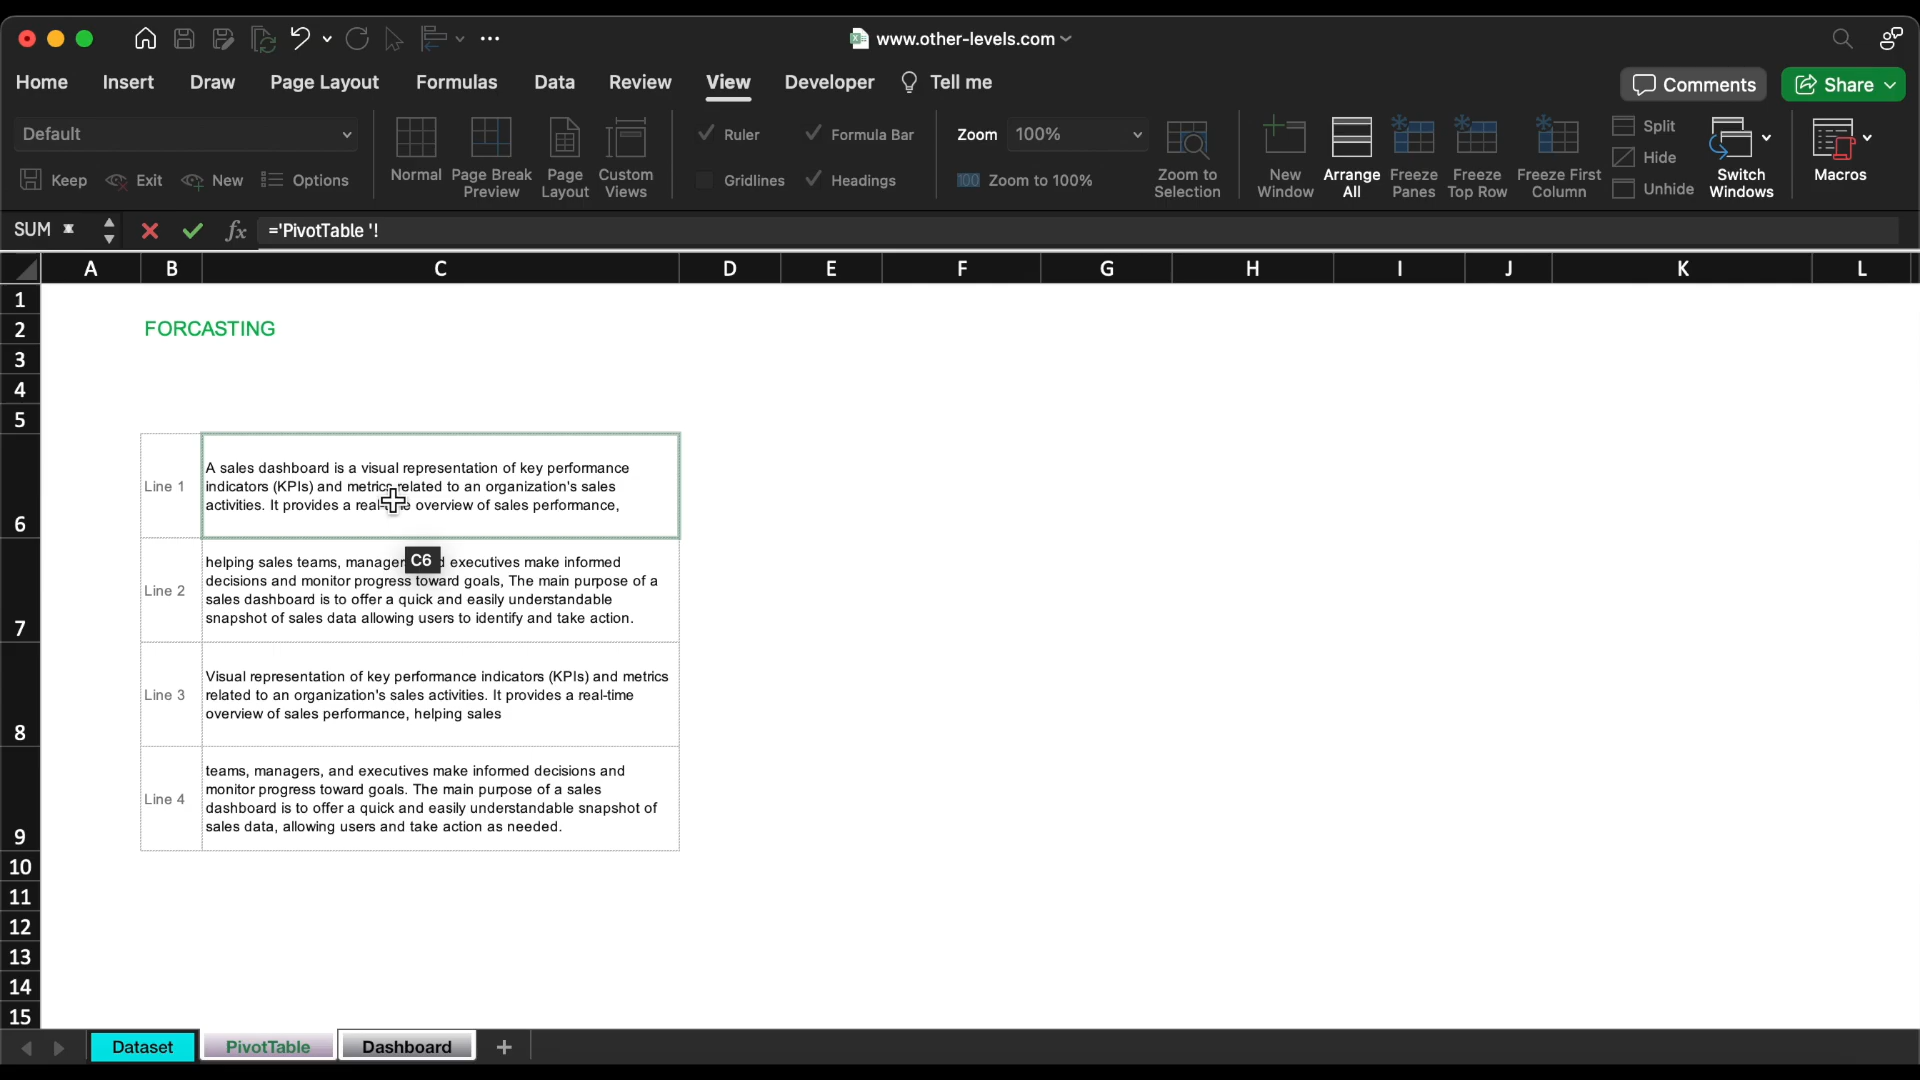 www.other-levels.com
Home Insert Draw Page Layout Formulas Data Review View Developer Tell me Comments Share
Default
Keep Exit New Options
Normal
Page Break
Preview
Page
Layout
Custom
Views
Ruler Formula Bar
Gridlines Headings
Zoom 100%
100 Zoom to 100%
Zoom to
Selection
New
Window
Arrange
All
Freeze
Panes
Freeze
Top Row
Freeze First
Column
Split
Hide
Unhide
Switch
Windows
Macros
SUM fx ='PivotTable '!
A B C D E F G H I J K L
1
2 FORCASTING
3
4
5
6 Line 1
A sales dashboard is a visual representation of key performance
indicators (KPIs) and metrics related to an organization's sales
activities. It provides a overview of sales performance,
C6
7 Line 2
helping sales teams, executives make informed
decisions and monitor progress toward goals, The main purpose of a
sales dashboard is to offer a quick and easily understandable
snapshot of sales data allowing users to identify and take action.
8 Line 3
Visual representation of key performance indicators (KPIs) and metrics
related to an organization's sales activities. It provides a real-time
overview of sales performance, helping sales
9 Line 4
teams, managers, and executives make informed decisions and
monitor progress toward goals. The main purpose of a sales
dashboard is to offer a quick and easily understandable snapshot of
sales data, allowing users and take action as needed.
10
11
12
13
14
15
Dataset PivotTable Dashboard